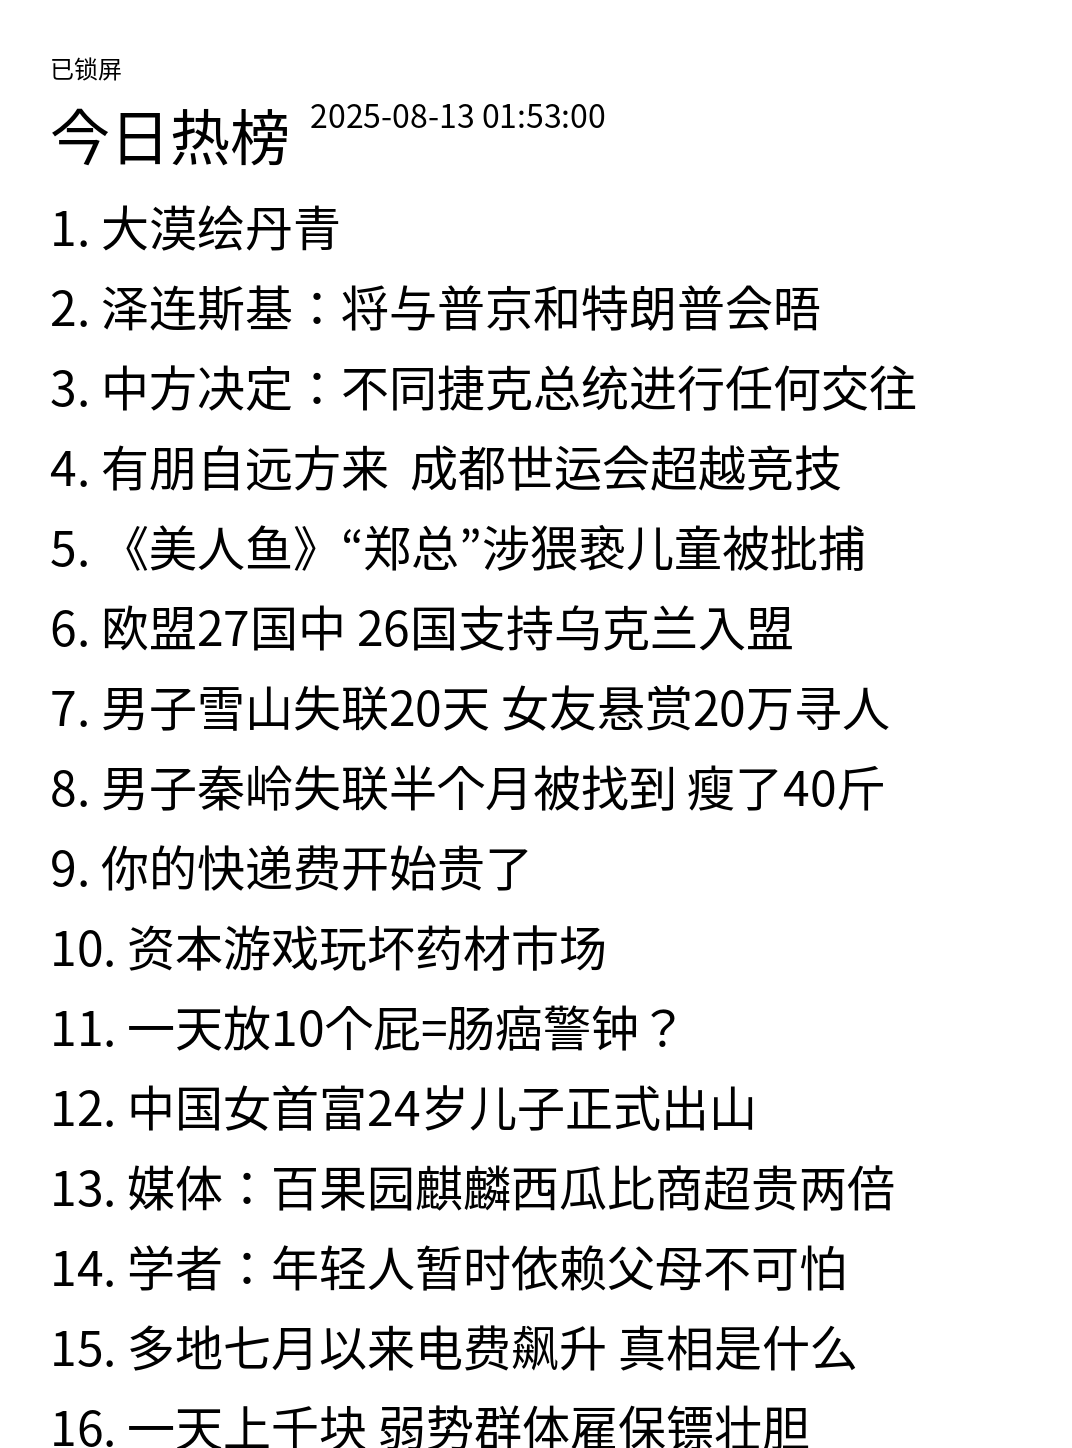 已锁屏
今日热榜 2025-08-13 01:53:00
1. 大漠绘丹青
2. 泽连斯基：将与普京和特朗普会晤
3. 中方决定：不同捷克总统进行任何交往
4. 有朋自远方来  成都世运会超越竞技
5. 《美人鱼》“郑总”涉猥亵儿童被批捕
6. 欧盟27国中 26国支持乌克兰入盟
7. 男子雪山失联20天 女友悬赏20万寻人
8. 男子秦岭失联半个月被找到 瘦了40斤
9. 你的快递费开始贵了
10. 资本游戏玩坏药材市场
11. 一天放10个屁=肠癌警钟？
12. 中国女首富24岁儿子正式出山
13. 媒体：百果园麒麟西瓜比商超贵两倍
14. 学者：年轻人暂时依赖父母不可怕
15. 多地七月以来电费飙升 真相是什么
16. 一天上千块 弱势群体雇保镖壮胆